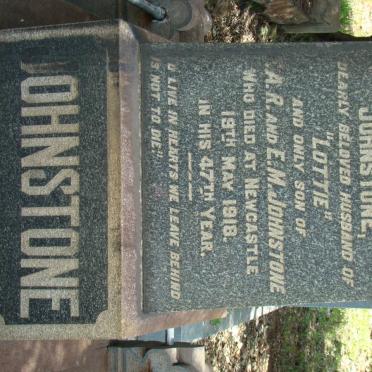 JOHNSTONE,
DEARLY BELOVED HUSBAND OF
"LOTTIE"
AND ONLY SON OF
A.R. AND E.M. JOHNSTONE
WHO DIED AT NEWCASTLE
19TH MAY 1918.
IN HIS 47TH YEAR.
O LIVE IN HEARTS WE LEAVE BEHIND
IS NOT TO DIE".
JOHNSTONE